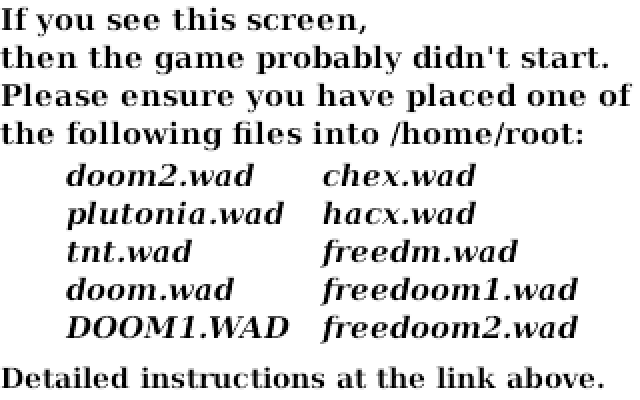 If you see this screen,
then the game probably didn't start.
Please ensure you have placed one of
the following files into /home/root:
doom2.wad chex.wad
plutonia.wad hacx.wad
tnt.wad freedm.wad
doom.wad freedoom1.wad
DOOM1.WAD freedoom2.wad
Detailed instructions at the link above.